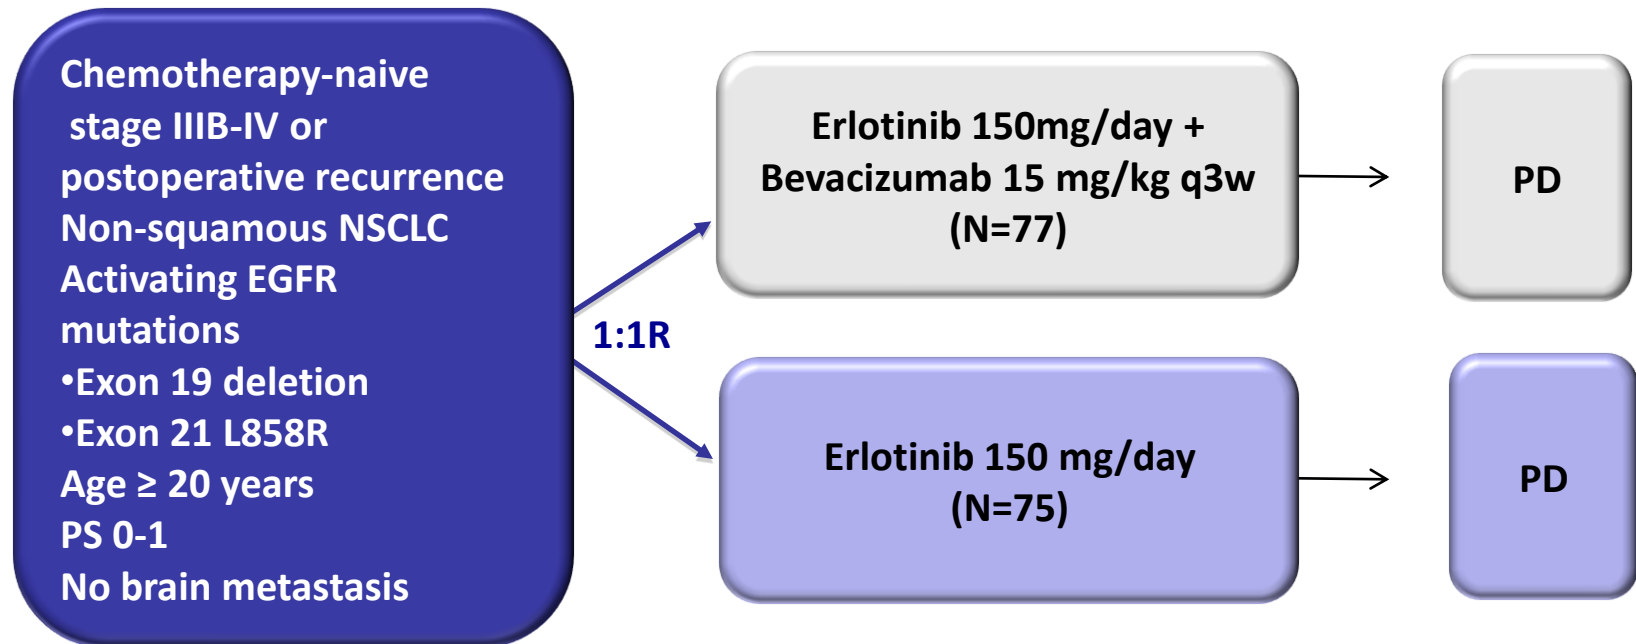 Chemotherapy-naive
stage IIIB-IV or
postoperative recurrence
Non-squamous NSCLC
Activating EGFR
mutations
•Exon 19 deletion
•Exon 21 L858R
Age ≥ 20 years
PS 0-1
No brain metastasis
1:1R
Erlotinib 150mg/day +
Bevacizumab 15 mg/kg q3w
(N=77)
PD
Erlotinib 150 mg/day
(N=75)
PD